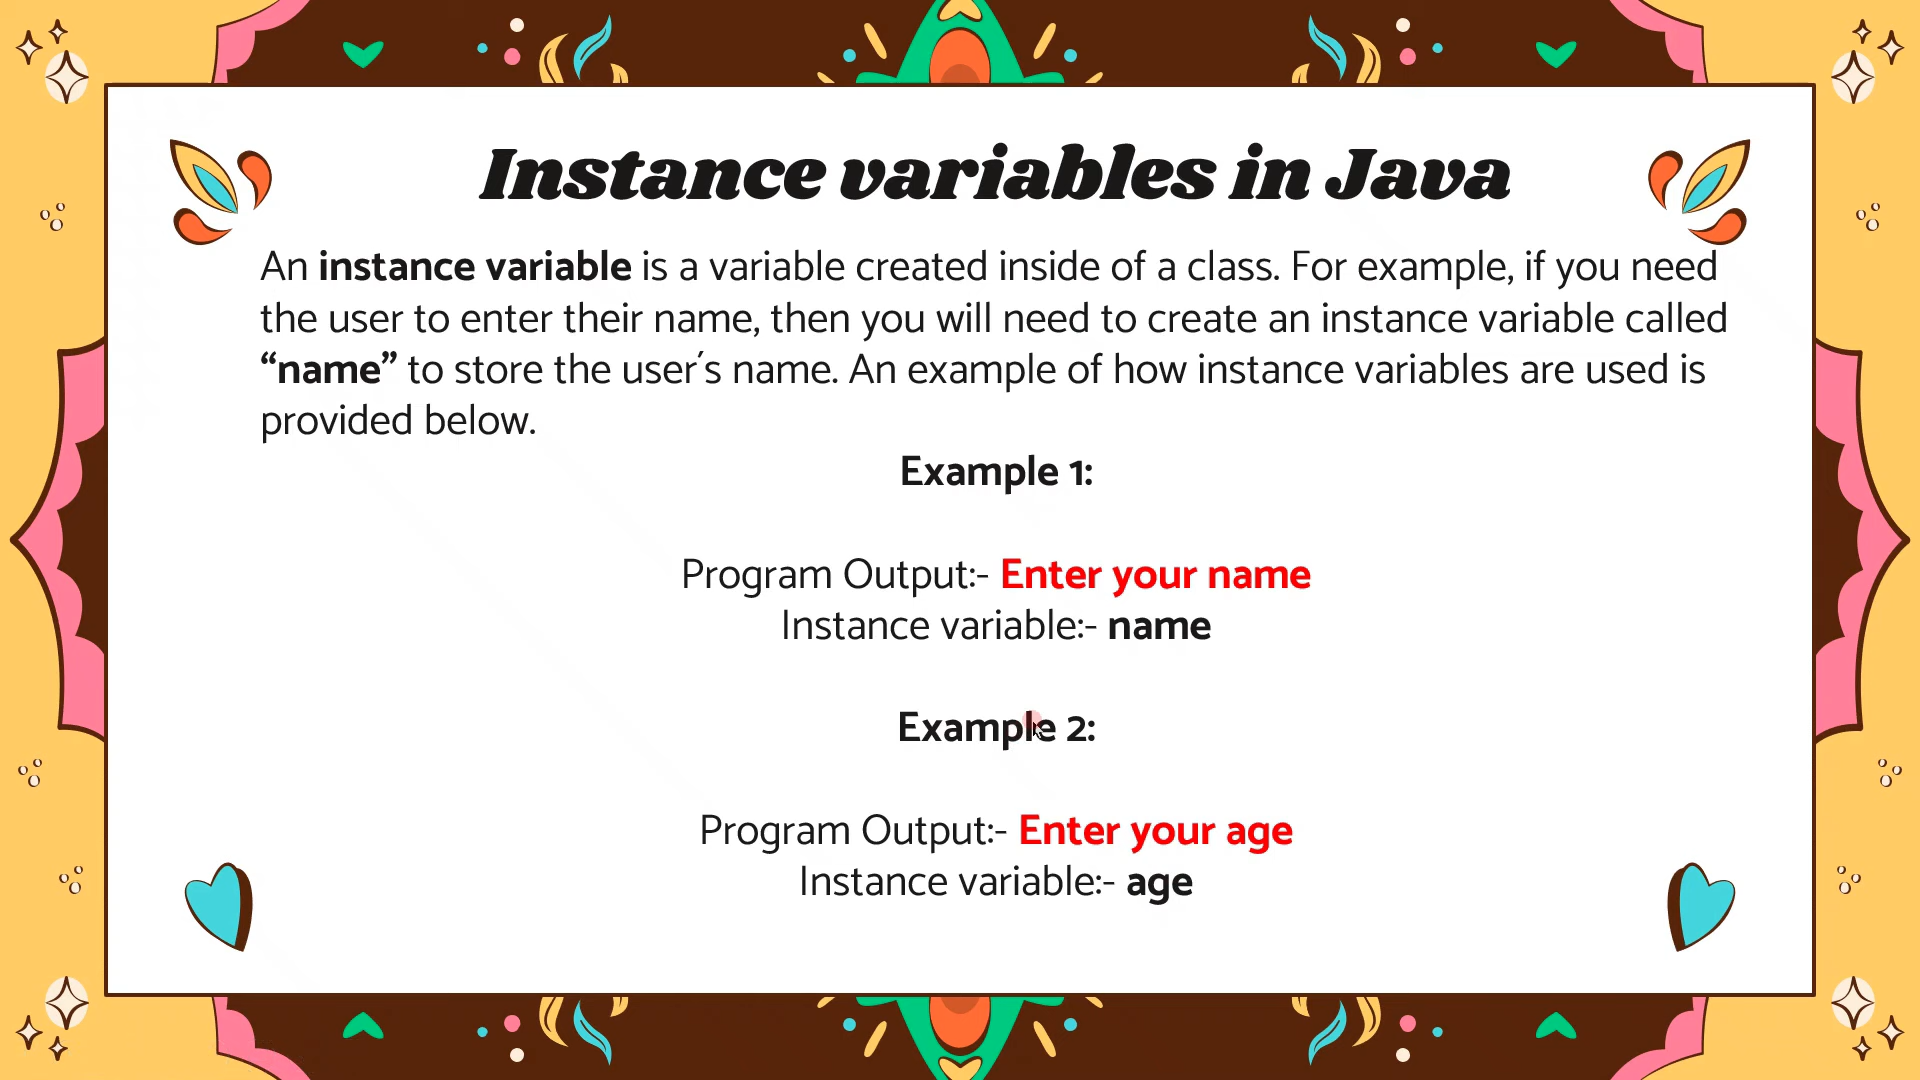 Instance variables in Java
An instance variable is a variable created inside of a class. For example, if you need
the user to enter their name, then you will need to create an instance variable called
“name” to store the user´s name. An example of how instance variables are used is
provided below.
Example 1:
Program Output:- Enter your name
Instance variable:- name
Example 2:
Program Output:- Enter your age
Instance variable:- age